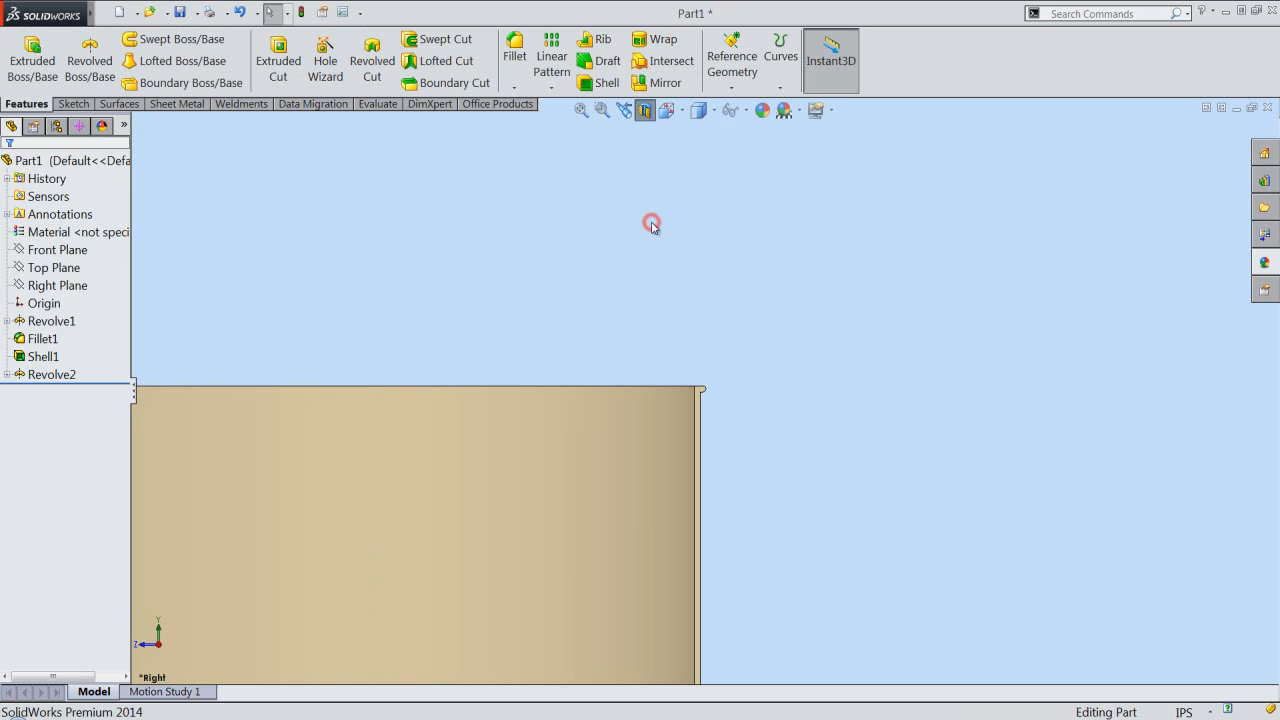 SOLIDWORKS
Part1 *
Search Commands
Extruded Boss/Base
Revolved Boss/Base
Swept Boss/Base
Lofted Boss/Base
Boundary Boss/Base
Extruded Cut
Hole Wizard
Revolved Cut
Swept Cut
Lofted Cut
Boundary Cut
Fillet
Linear Pattern
Rib
Draft
Shell
Wrap
Intersect
Mirror
Reference Geometry
Curves
Instant3D
Features Sketch Surfaces Sheet Metal Weldments Data Migration Evaluate DimXpert Office Products
Part1 (Default<<Defa
History
Sensors
Annotations
Material <not speci
Front Plane
Top Plane
Right Plane
Origin
Revolve1
Fillet1
Shell1
Revolve2
Y
Z
*Right
Model Motion Study 1
SolidWorks Premium 2014 Editing Part IPS